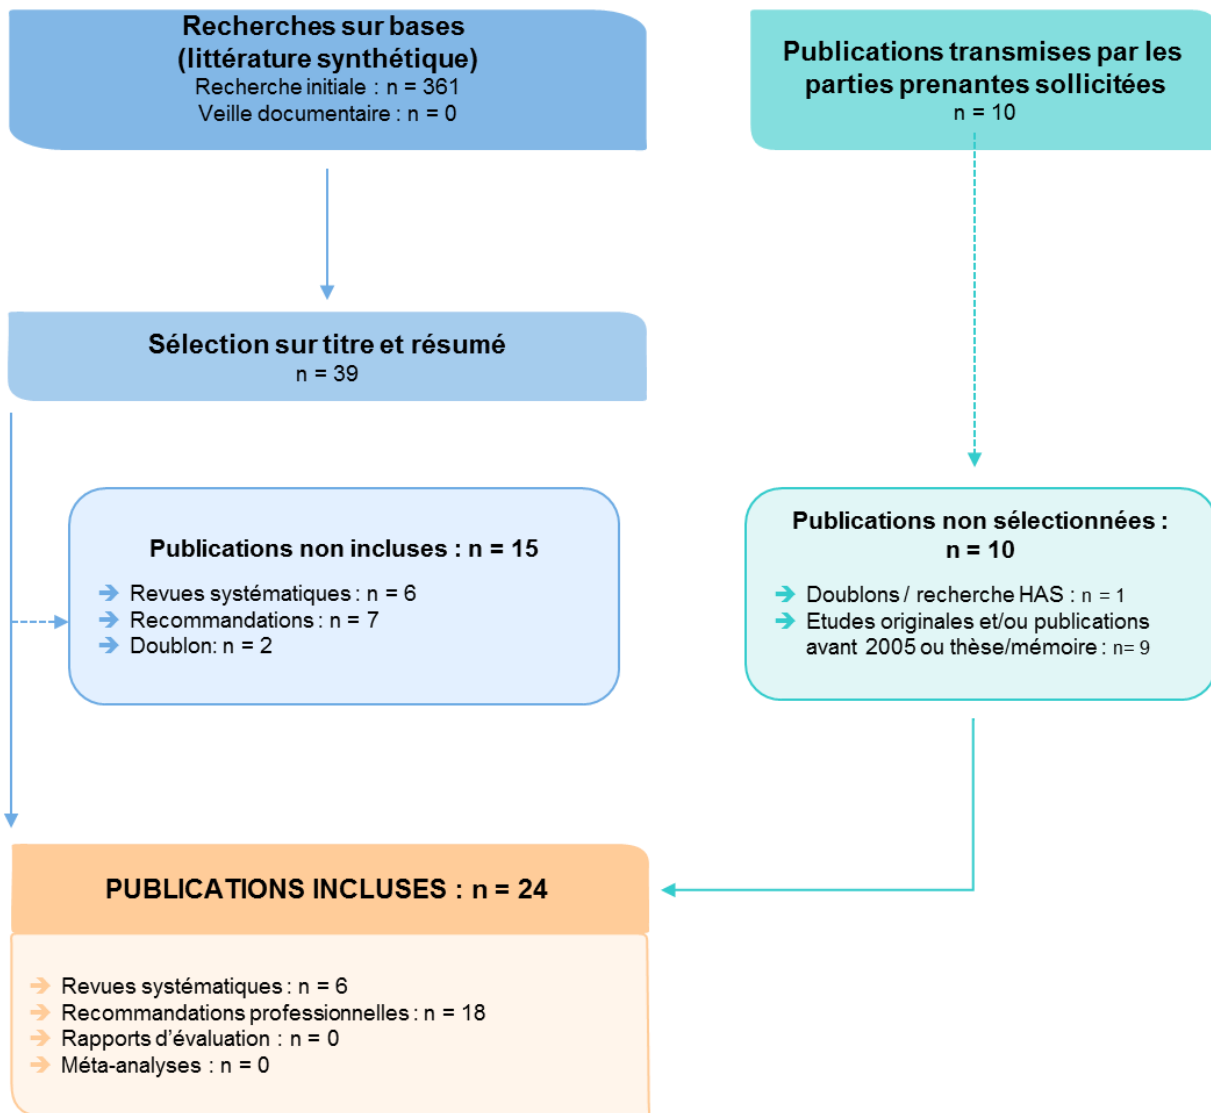 Recherches sur bases
(littérature synthétique)
Recherche initiale : n = 361
Veille documentaire : n = 0
Publications transmises par les
parties prenantes sollicitées
n = 10
Sélection sur titre et résumé
n = 39
Publications non incluses : n = 15
➔ Revues systématiques : n = 6
➔ Recommandations : n = 7
➔ Doublon: n = 2
Publications non sélectionnées :
n = 10
➔ Doublons / recherche HAS : n = 1
➔ Etudes originales et/ou publications
avant 2005 ou thèse/mémoire : n= 9
PUBLICATIONS INCLUSES : n = 24
➔ Revues systématiques : n = 6
➔ Recommandations professionnelles : n = 18
➔ Rapports d’évaluation : n = 0
➔ Méta-analyses : n = 0